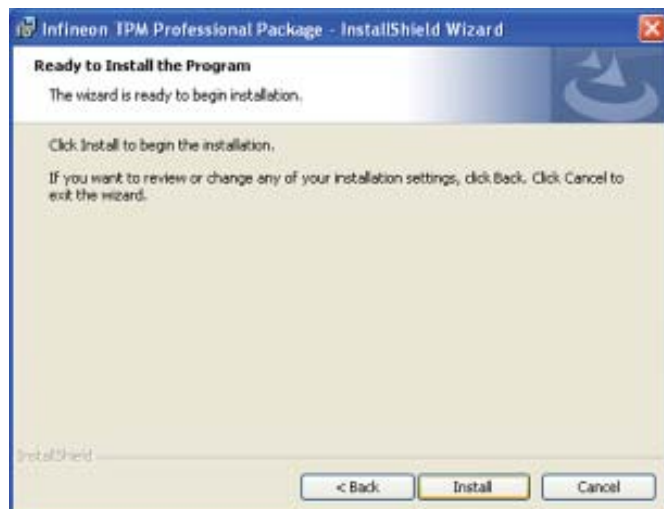 Infineon TPM Professional Package - InstallShield Wizard
Ready to Install the Program
The wizard is ready to begin installation.
Click Install to begin the installation.
If you want to review or change any of your installation settings, click Back. Click Cancel to
exit the wizard.
InstallShield
< Back
Install
Cancel